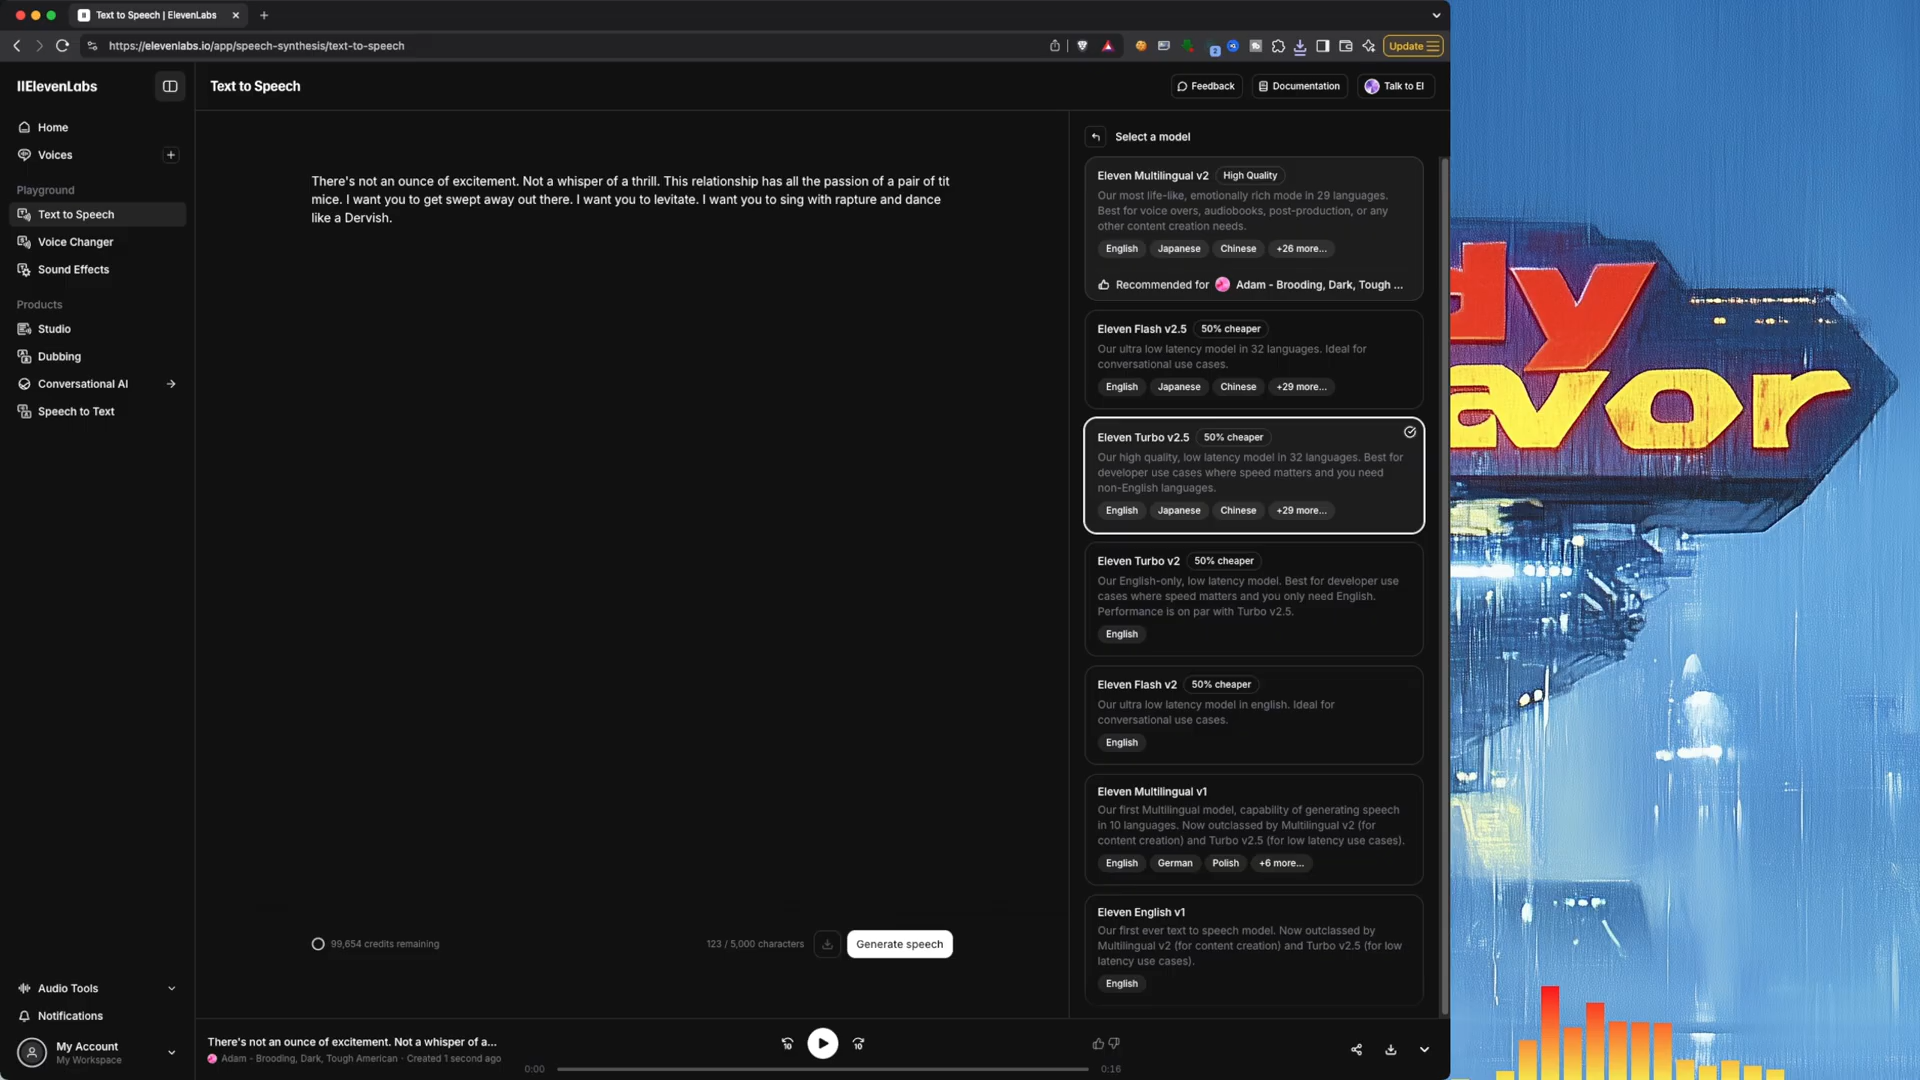 Text to Speech | ElevenLabs
https://elevenlabs.io/app/speech-synthesis/text-to-speech
2
Update
IIElevenLabs
Home
Voices
Playground
Text to Speech
Voice Changer
Sound Effects
Products
Studio
Dubbing
Conversational AI
Speech to Text
Audio Tools
Notifications
My Account
My Workspace
Text to Speech
Feedback
Documentation
Talk to El
There's not an ounce of excitement. Not a whisper of a thrill. This relationship has all the passion of a pair of tit
mice. I want you to get swept away out there. I want you to levitate. I want you to sing with rapture and dance
like a Dervish.
99,654 credits remaining
123 / 5,000 characters
Generate speech
Select a model
Eleven Multilingual v2 High Quality
Our most life-like, emotionally rich mode in 29 languages.
Best for voice overs, audiobooks, post-production, or any
other content creation needs.
English Japanese Chinese +26 more...
Recommended for Adam - Brooding, Dark, Tough ...
Eleven Flash v2.5 50% cheaper
Our ultra low latency model in 32 languages. Ideal for
conversational use cases.
English Japanese Chinese +29 more...
Eleven Turbo v2.5 50% cheaper
Our high quality, low latency model in 32 languages. Best for
developer use cases where speed matters and you need
non-English languages.
English Japanese Chinese +29 more...
Eleven Turbo v2 50% cheaper
Our English-only, low latency model. Best for developer use
cases where speed matters and you only need English.
Performance is on par with Turbo v2.5.
English
Eleven Flash v2 50% cheaper
Our ultra low latency model in english. Ideal for
conversational use cases.
English
Eleven Multilingual v1
Our first Multilingual model, capability of generating speech
in 10 languages. Now outclassed by Multilingual v2 (for
content creation) and Turbo v2.5 (for low latency use cases).
English German Polish +6 more...
Eleven English v1
Our first ever text to speech model. Now outclassed by
Multilingual v2 (for content creation) and Turbo v2.5 (for low
latency use cases).
English
There's not an ounce of excitement. Not a whisper of a...
Adam - Brooding, Dark, Tough American · Created 1 second ago
10
10
0:00
0:16
dy
avor